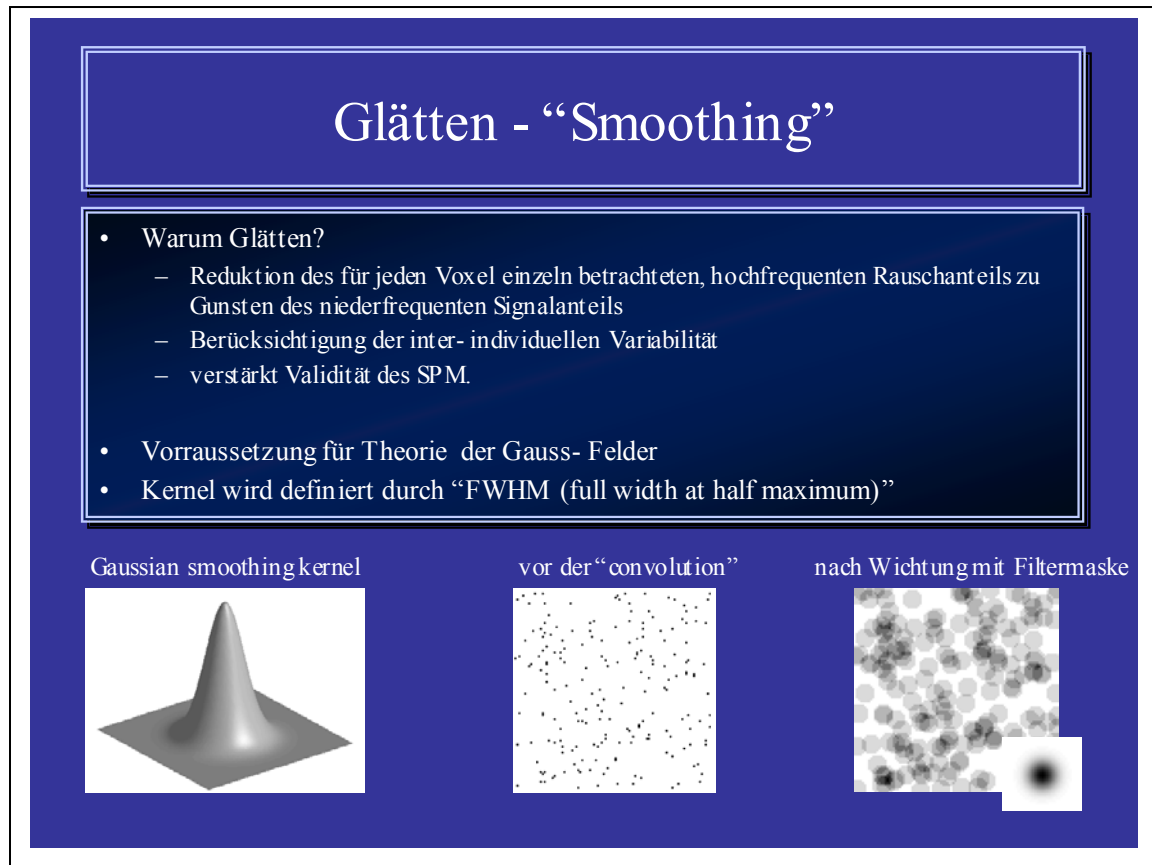 Glätten - “Smoothing”
• Warum Glätten?
– Reduktion des für jeden Voxel einzeln betrachteten, hochfrequenten Rauschanteils zu
Gunsten des niederfrequenten Signalanteils
– Berücksichtigung der inter- individuellen Variabilität
– verstärkt Validität des SPM.
• Vorraussetzung für Theorie der Gauss- Felder
• Kernel wird definiert durch “FWHM (full width at half maximum)”
Gaussian smoothing kernel
vor der “convolution”
nach Wichtung mit Filtermaske